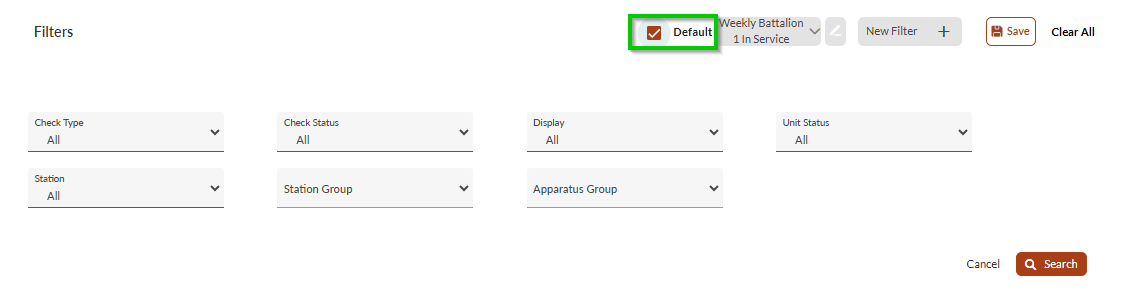 Filters
Default
Weekly Battalion
1 In Service
New Filter
Save
Clear All
Check Type
All
Check Status
All
Display
All
Unit Status
All
Station
All
Station Group
Apparatus Group
Cancel
Search